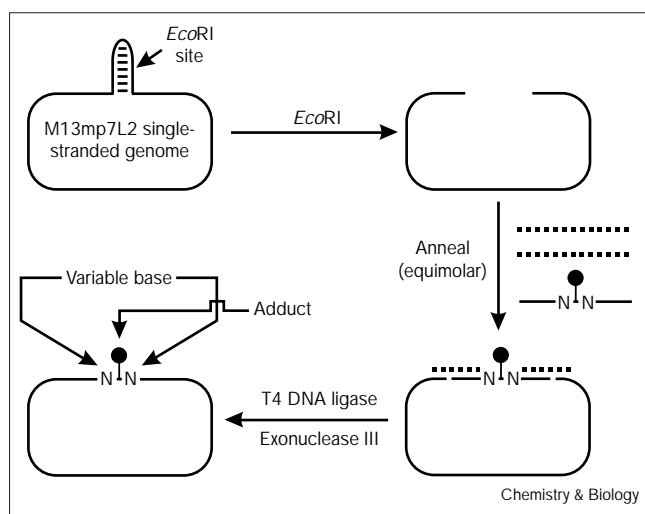 EcoRI
site
M13mp7L2 single-
stranded genome
EcoRI
Anneal
(equimolar)
N N
Variable base
Adduct
N N
N N
T4 DNA ligase
Exonuclease III
Chemistry & Biology